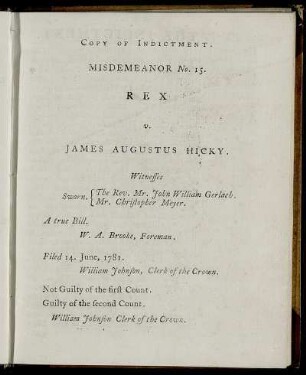 COPY OF INDICTMENT.
MISDEMEANOR No. 15.
REX
v.
JAMES AUGUSTUS HICKY.
Witnesses
Sworn. { The Rev. Mr. John William Gerlach.
Mr. Christopher Meyer.
A true Bill.
W. A. Brooke, Foreman.
Filed 14. June, 1781.
William Johnson, Clerk of the Crown.
Not Guilty of the first Count.
Guilty of the second Count.
William Johnson Clerk of the Crown.